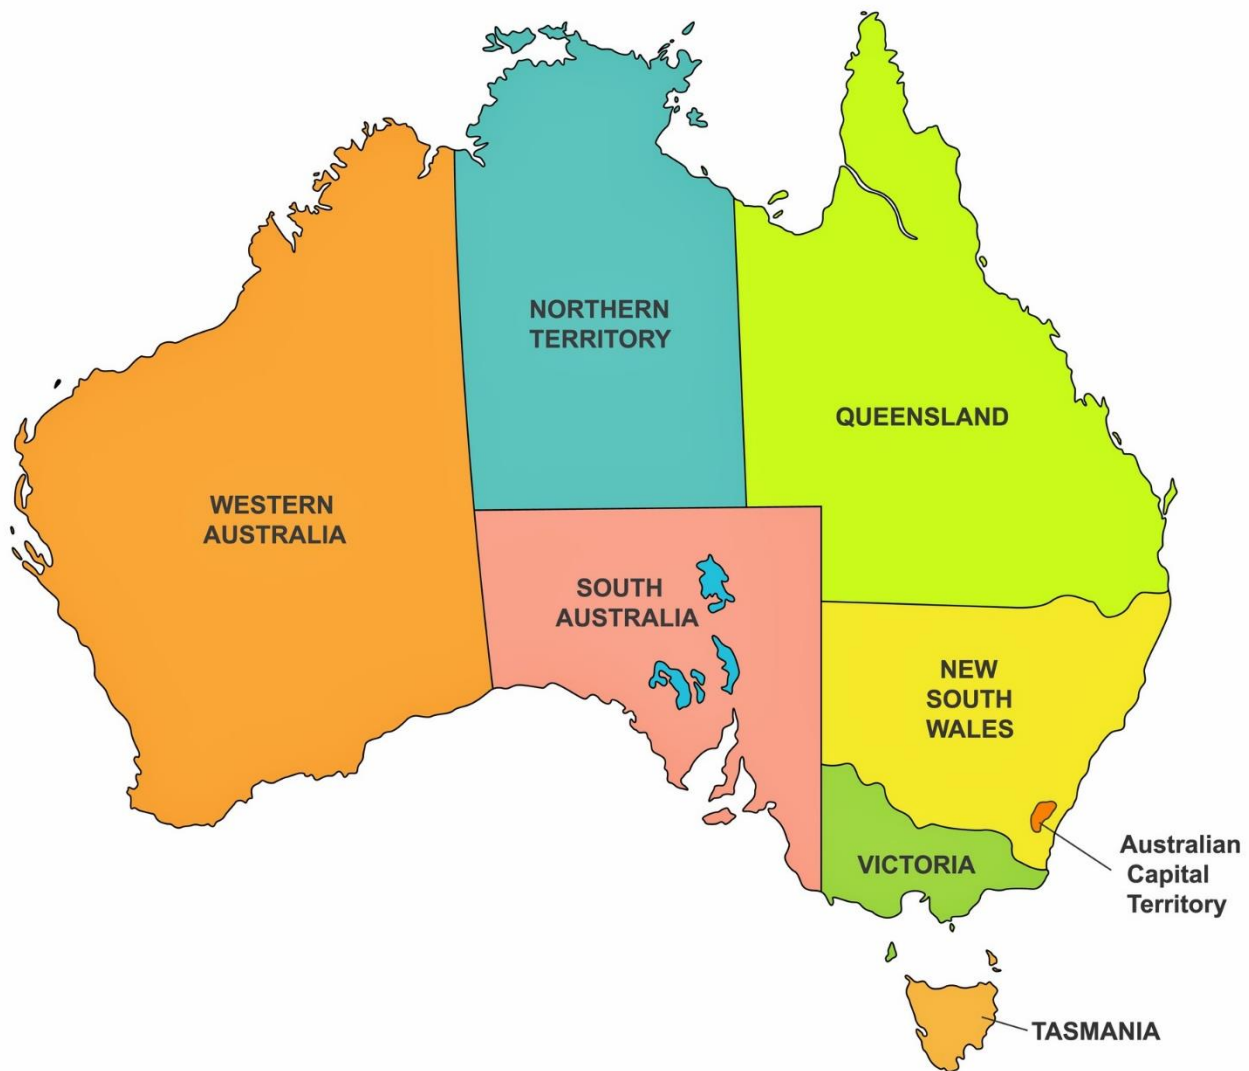 NORTHERN
TERRITORY
QUEENSLAND
WESTERN
AUSTRALIA
SOUTH
AUSTRALIA
NEW
SOUTH
WALES
VICTORIA
Australian
Capital
Territory
TASMANIA